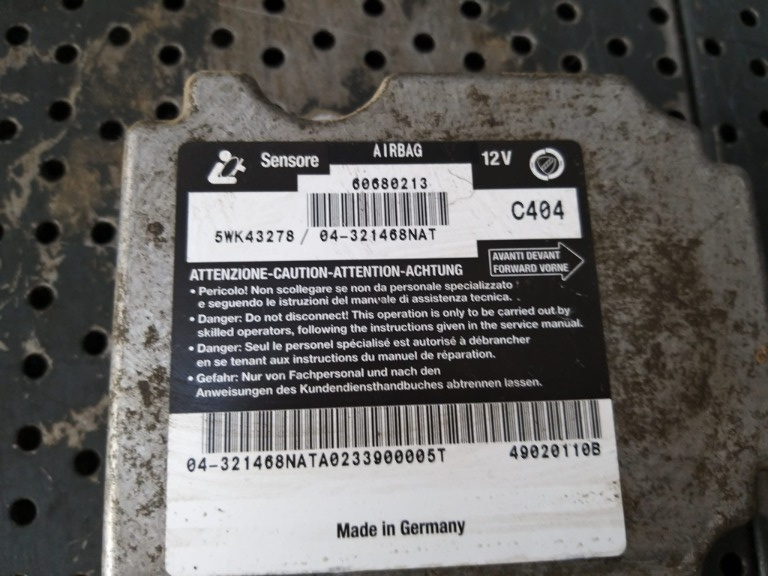 Sensore AIRBAG 12V
60680213
C404
5WK43278 / 04-321468NAT
AVANTI DEVANT
FORWARD VORNE
ATTENZIONE-CAUTION-ATTENTION-ACHTUNG
• Pericolo! Non scollegare se non da personale specializzato
e seguendo le istruzioni del manuale di assistenza tecnica.
• Danger: Do not disconnect! This operation is only to be carried out by
skilled operators, following the instructions given in the service manual.
• Danger: Seul le personel spécialisé est autorisé à débrancher
en se tenant aux instructions du manuel de réparation.
• Gefahr: Nur von Fachpersonal und nach den
Anweisungen des Kundendiensthandbuches abtrennen lassen.
04-321468NATA0233900005T 49020110B
Made in Germany